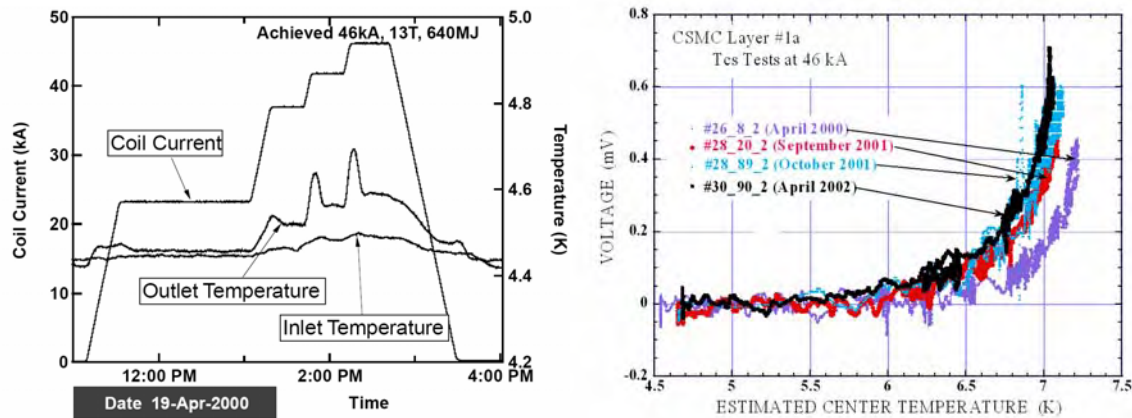 Achieved 46kA, 13T, 640MJ
Coil Current
Outlet Temperature
Inlet Temperature
Coil Current (kA)
50
40
30
20
10
0
Temperature (K)
5.0
4.8
4.6
4.4
4.2
12:00 PM
2:00 PM
4:00 PM
Date 19-Apr-2000
Time
CSMC Layer #1a
Tcs Tests at 46 kA
#26_8_2 (April 2000)
#28_20_2 (September 2001)
#28_89_2 (October 2001)
#30_90_2 (April 2002)
VOLTAGE (mV)
0.8
0.6
0.4
0.2
0
-0.2
4.5
5
5.5
6
6.5
7
7.5
ESTIMATED CENTER TEMPERATURE (K)